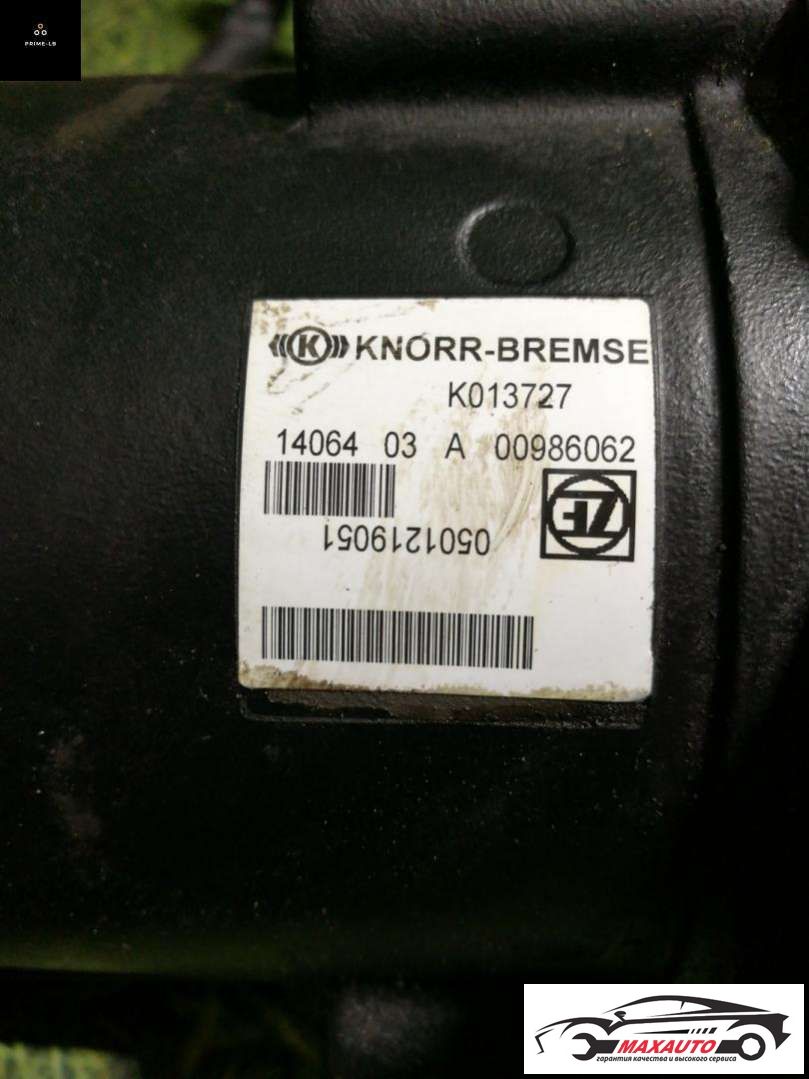 PRIME-LB
K KNORR-BREMSE
K013727
14064 03 A 00986062
ZF
0501219051
MAXAUTO
гарантия качества и высокого сервиса